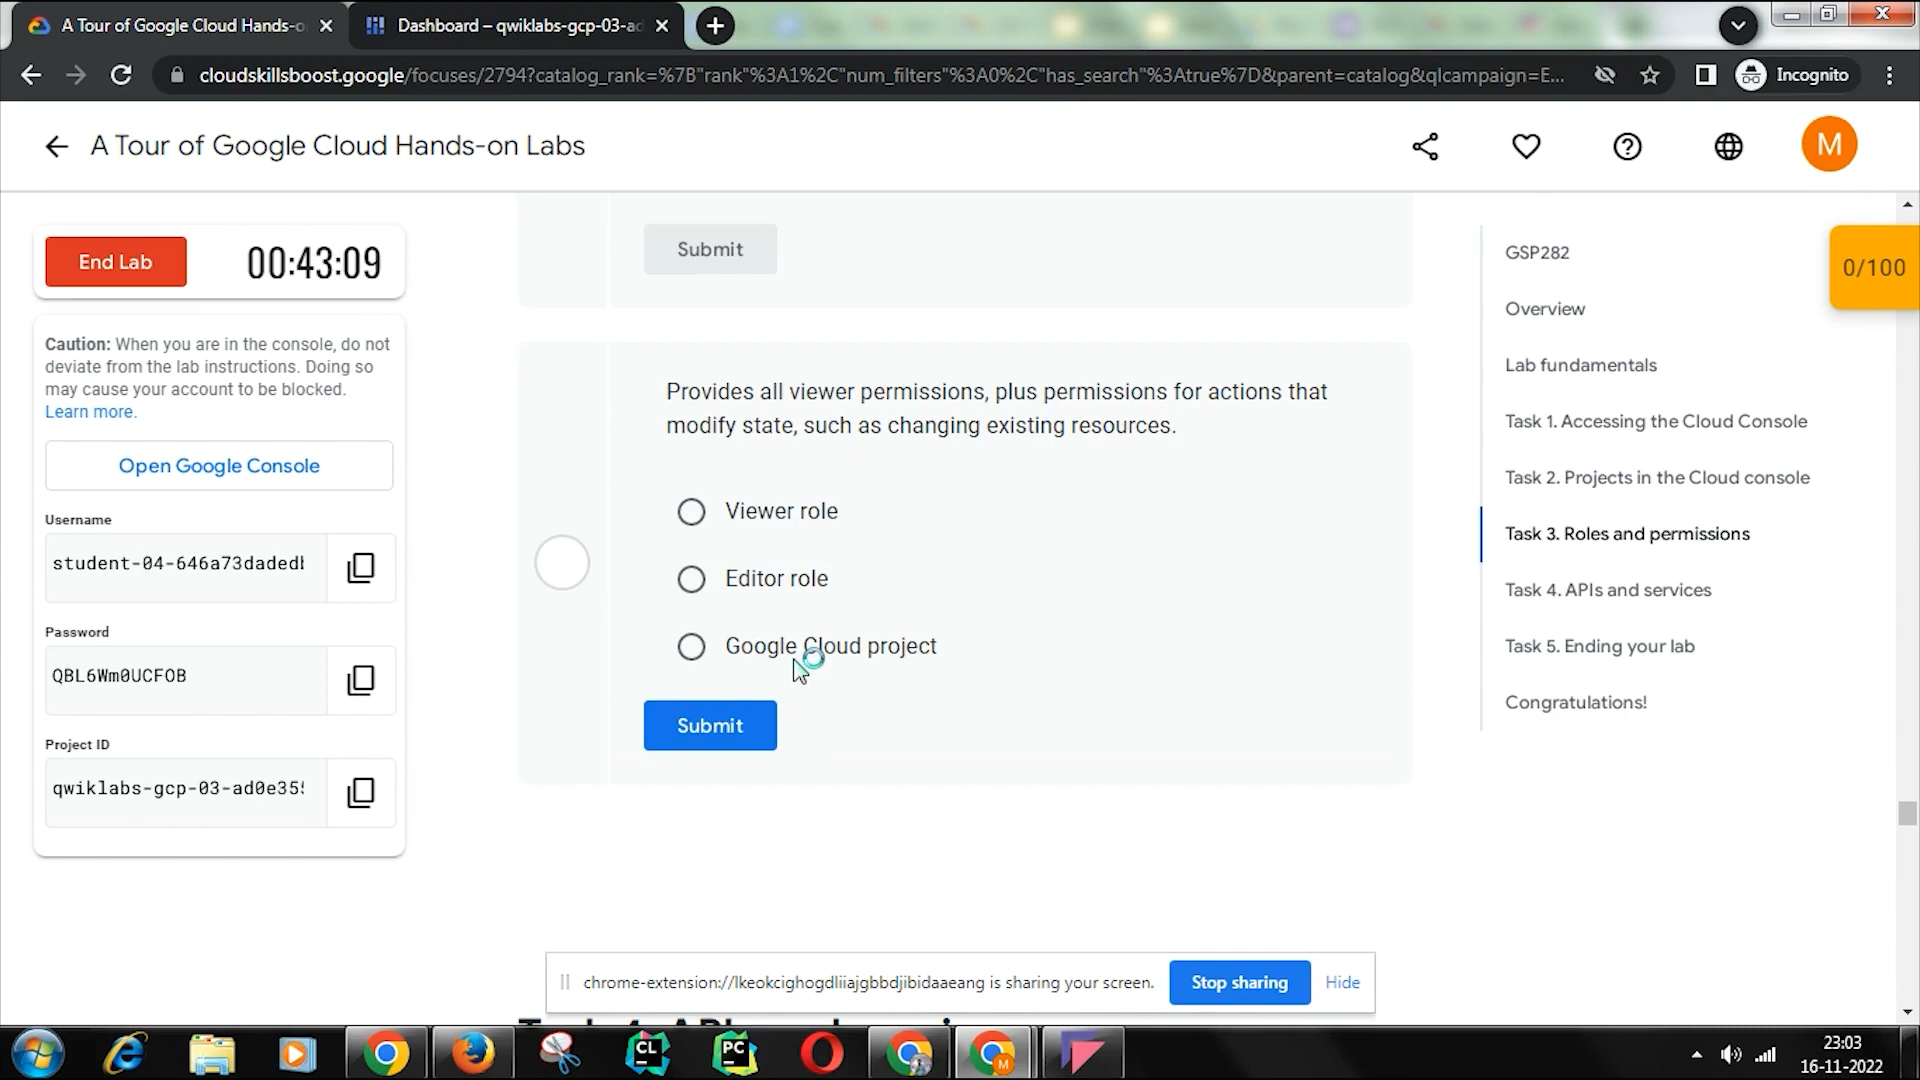 A Tour of Google Cloud Hands-o
Dashboard – qwiklabs-gcp-03-ad
cloudskillsboost.google/focuses/2794?catalog_rank=%7B"rank"%3A1%2C"num_filters"%3A0%2C"has_search"%3Atrue%7D&parent=catalog&qlcampaign=E...
Incognito
A Tour of Google Cloud Hands-on Labs
M
End Lab
00:43:09
Caution: When you are in the console, do not
deviate from the lab instructions. Doing so
may cause your account to be blocked.
Learn more.
Open Google Console
Username
student-04-646a73dadedb
Password
QBL6Wm0UCFOB
Project ID
qwiklabs-gcp-03-ad0e355
Submit
Provides all viewer permissions, plus permissions for actions that
modify state, such as changing existing resources.
Viewer role
Editor role
Google Cloud project
Submit
GSP282
Overview
Lab fundamentals
Task 1. Accessing the Cloud Console
Task 2. Projects in the Cloud console
Task 3. Roles and permissions
Task 4. APIs and services
Task 5. Ending your lab
Congratulations!
0/100
chrome-extension://lkeokcighogdliiajgbbdjibidaaeang is sharing your screen.
Stop sharing
Hide
CL
PC
M
23:03
16-11-2022